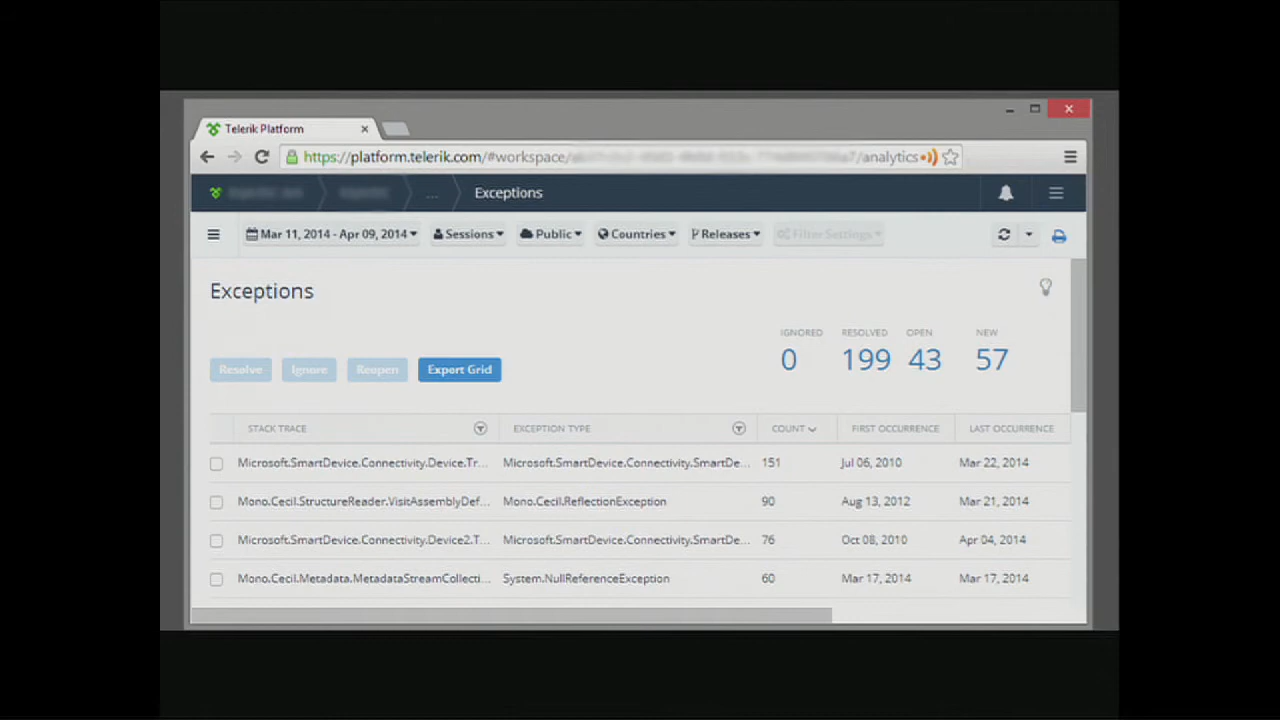 Telerik Platform
https://platform.telerik.com/#workspace/ /analytics
... Exceptions
Mar 11, 2014 - Apr 09, 2014 Sessions Public Countries Releases Filter Settings
Exceptions
IGNORED RESOLVED OPEN NEW
0 199 43 57
Resolve Ignore Reopen Export Grid
STACK TRACE EXCEPTION TYPE COUNT FIRST OCCURRENCE LAST OCCURRENCE
Microsoft.SmartDevice.Connectivity.Device.Tr... Microsoft.SmartDevice.Connectivity.SmartDe... 151 Jul 06, 2010 Mar 22, 2014
Mono.Cecil.StructureReader.VisitAssemblyDef... Mono.Cecil.ReflectionException 90 Aug 13, 2012 Mar 21, 2014
Microsoft.SmartDevice.Connectivity.Device2.T... Microsoft.SmartDevice.Connectivity.SmartDe... 76 Oct 08, 2010 Apr 04, 2014
Mono.Cecil.Metadata.MetadataStreamCollecti... System.NullReferenceException 60 Mar 17, 2014 Mar 17, 2014